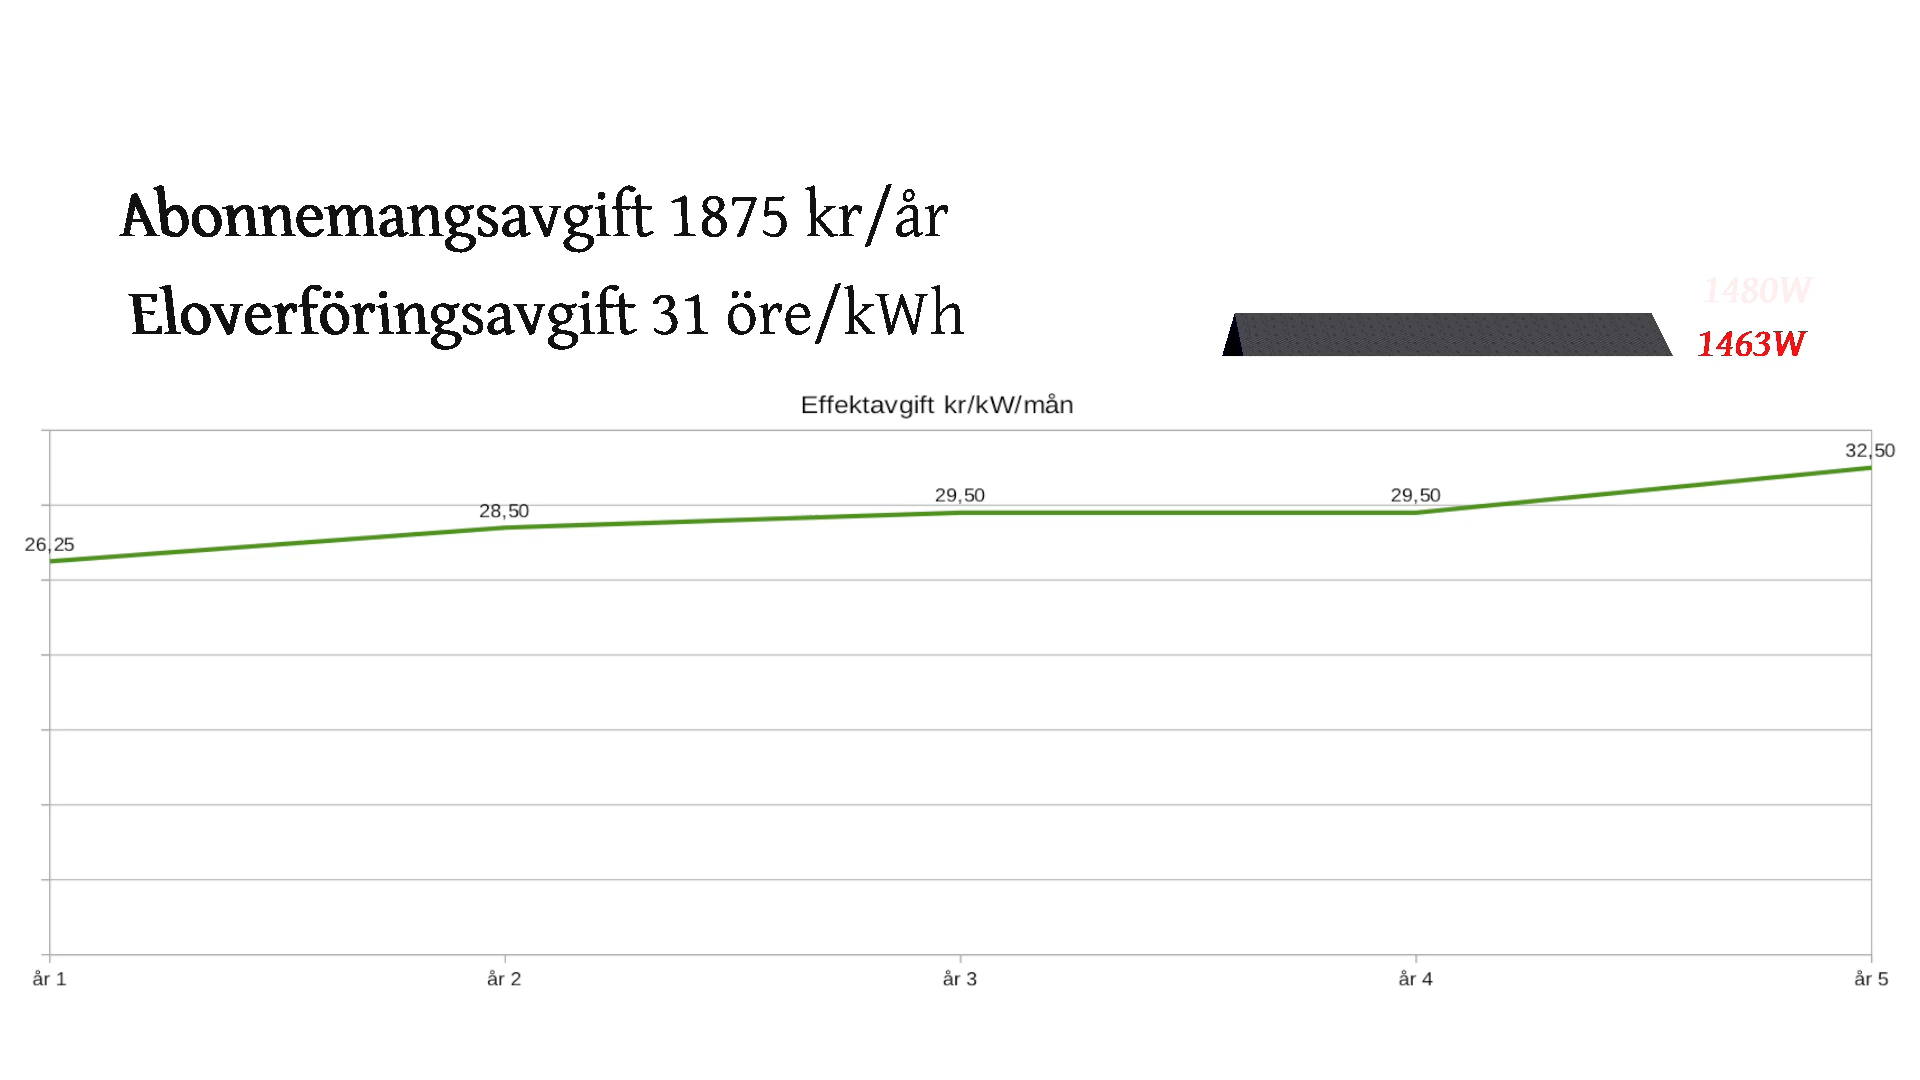 Abonnemangsavgift 1875 kr/år
Eloverföringsavgift 31 öre/kWh
1480W
1463W
Effektavgift kr/kW/mån
26,25
28,50
29,50
29,50
32,50
år 1
år 2
år 3
år 4
år 5